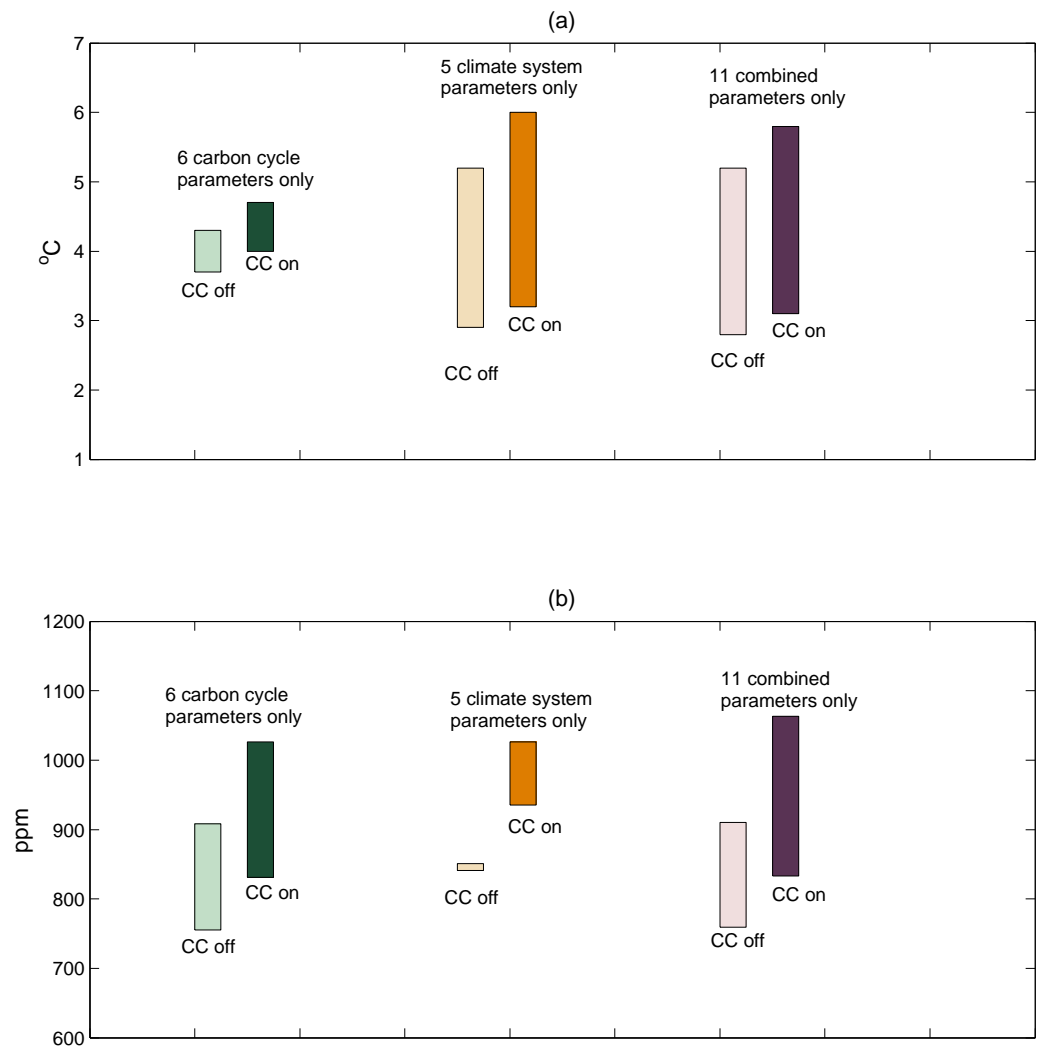 (a)
7
6
5
4
3
2
1
°C
5 climate system
parameters only
11 combined
parameters only
6 carbon cycle
parameters only
CC off
CC on
CC off
CC on
CC off
CC on
(b)
1200
1100
1000
900
800
700
600
ppm
6 carbon cycle
parameters only
5 climate system
parameters only
11 combined
parameters only
CC off
CC on
CC off
CC on
CC off
CC on